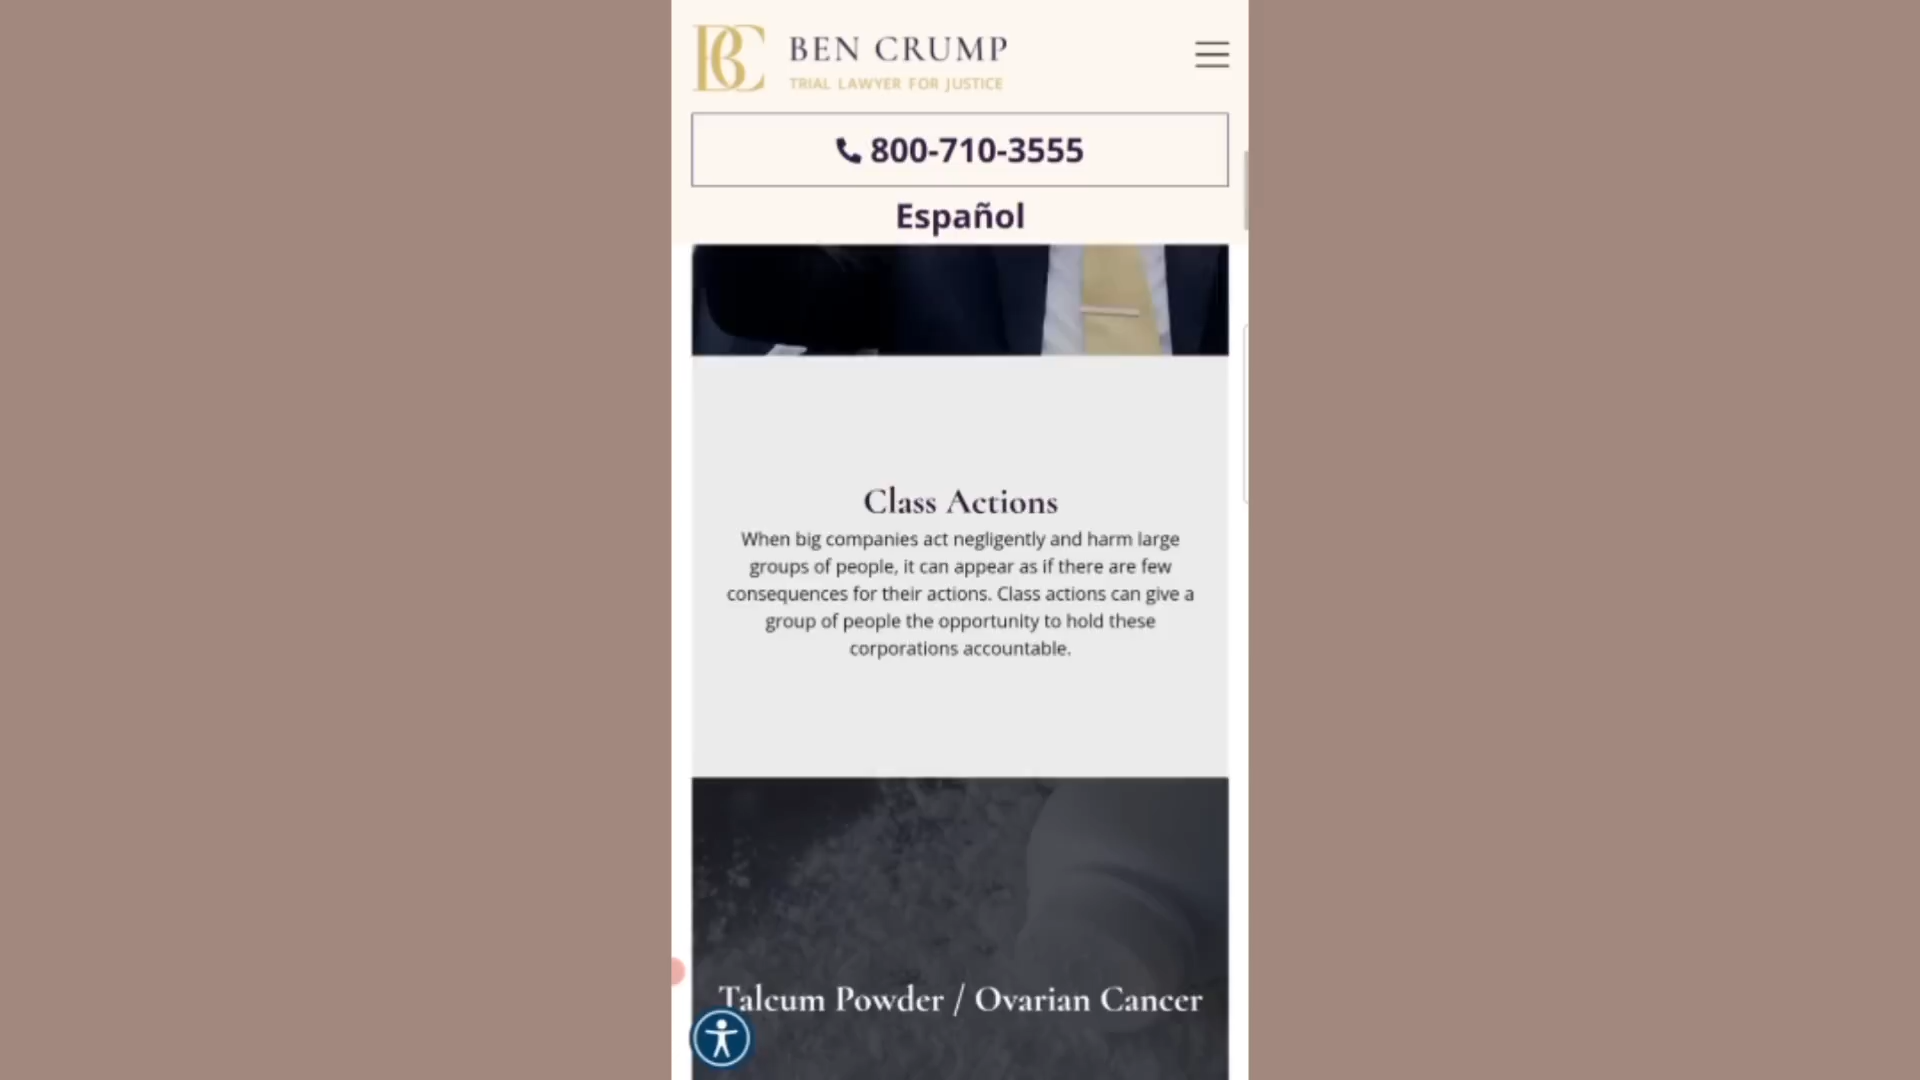 BC
BEN CRUMP
TRIAL LAWYER FOR JUSTICE
800-710-3555
Español
Class Actions
When big companies act negligently and harm large
groups of people, it can appear as if there are few
consequences for their actions. Class actions can give a
group of people the opportunity to hold these
corporations accountable.
Talcum Powder / Ovarian Cancer